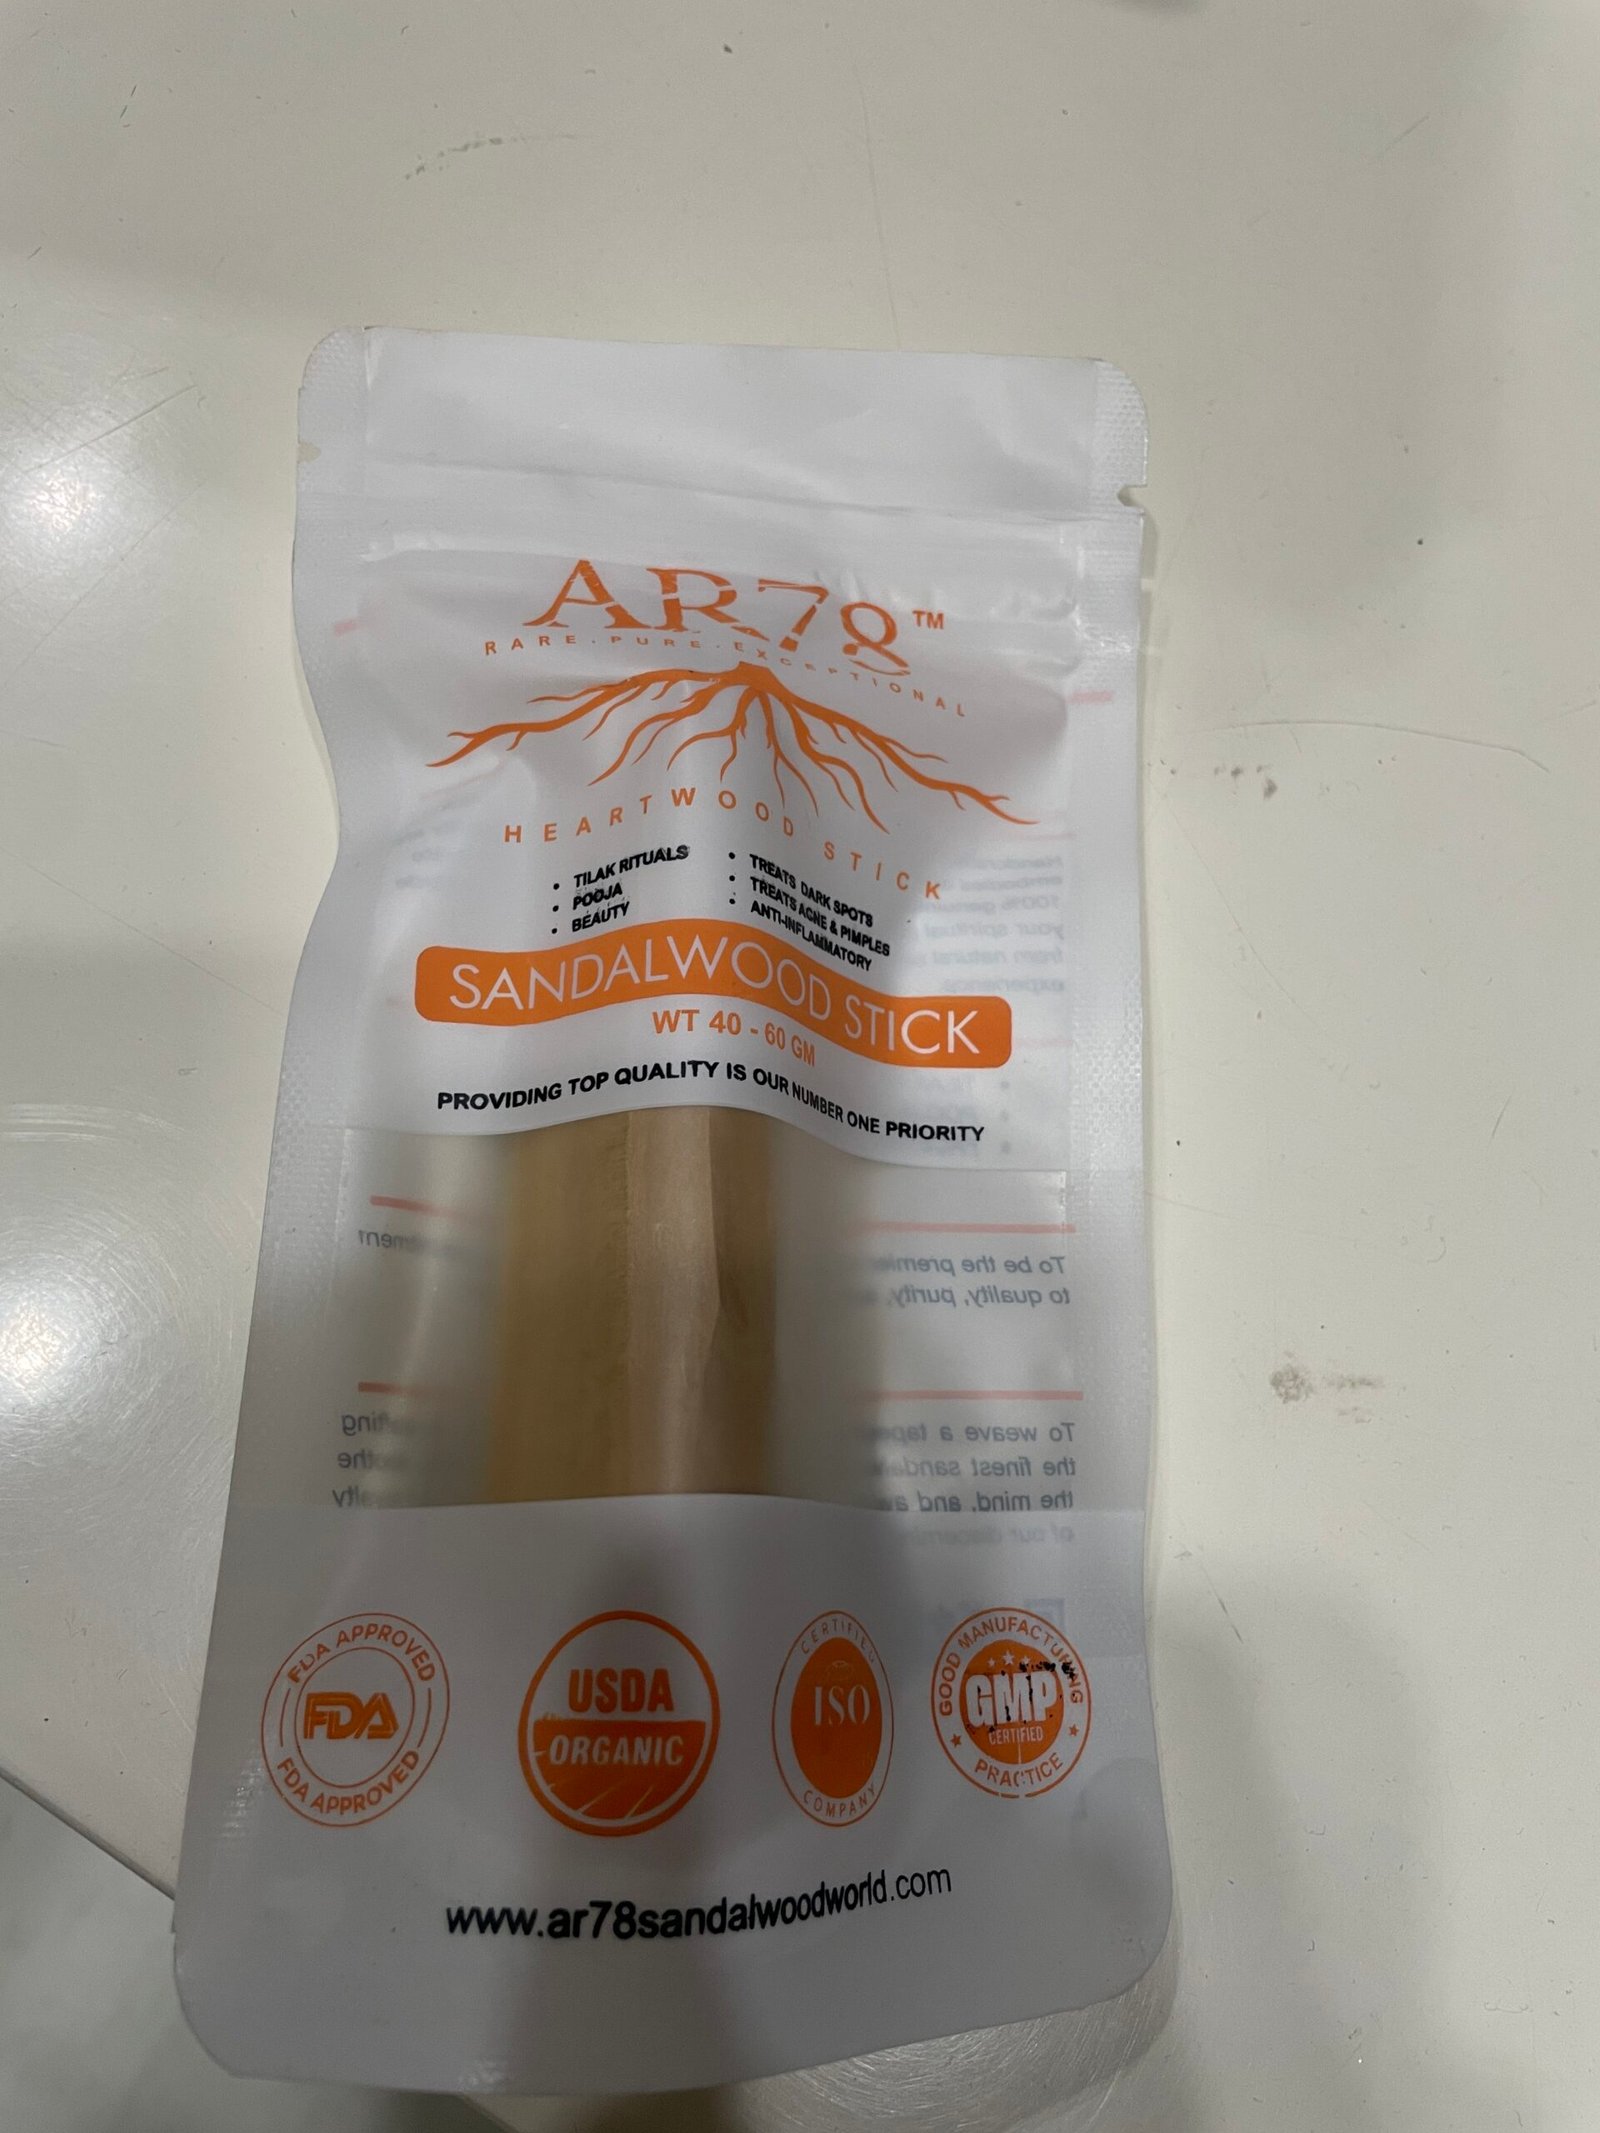 AR78™
RARE.PURE.EXCEPTIONAL
HEARTWOOD STICK
• TILAK RITUALS
• POOJA
• BEAUTY
• TREATS DARK SPOTS
• TREATS ACNE & PIMPLES
• ANTI-INFLAMMATORY
SANDALWOOD STICK
WT 40 - 60 GM
PROVIDING TOP QUALITY IS OUR NUMBER ONE PRIORITY
To be the premie
to quality, purity,
To weave a tape
the finest sandal
the mind, and
of our
FDA APPROVED
FDA
FDA APPROVED
USDA
ORGANIC
CERTIFIED
ISO
COMPANY
GOOD MANUFACTURING
GMP
CERTIFIED
PRACTICE
www.ar78sandalwoodworld.com